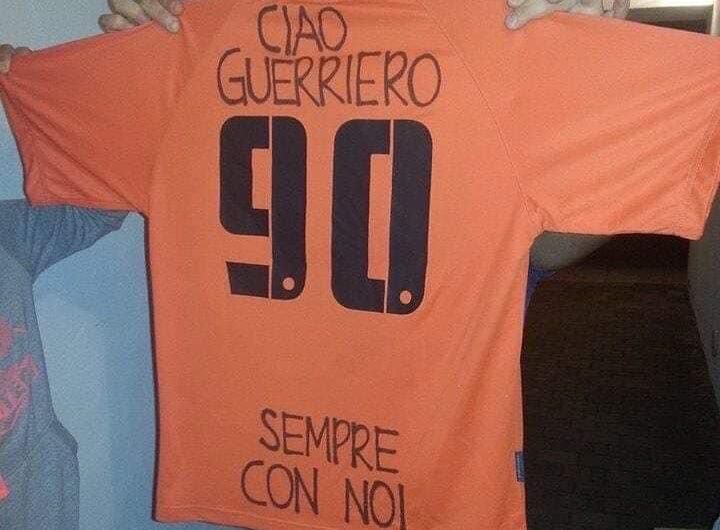 CIAO
GUERRIERO
90
SEMPRE
CON NOI